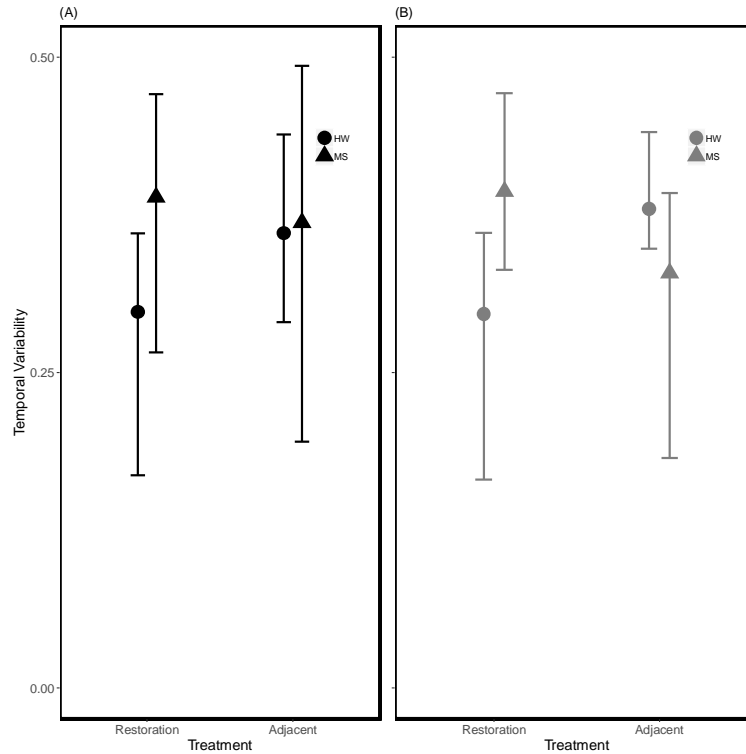 (A)
(B)
0.50
HW
MS
HW
MS
Temporal Variability
0.25
0.00
Restoration
Adjacent
Restoration
Adjacent
Treatment
Treatment